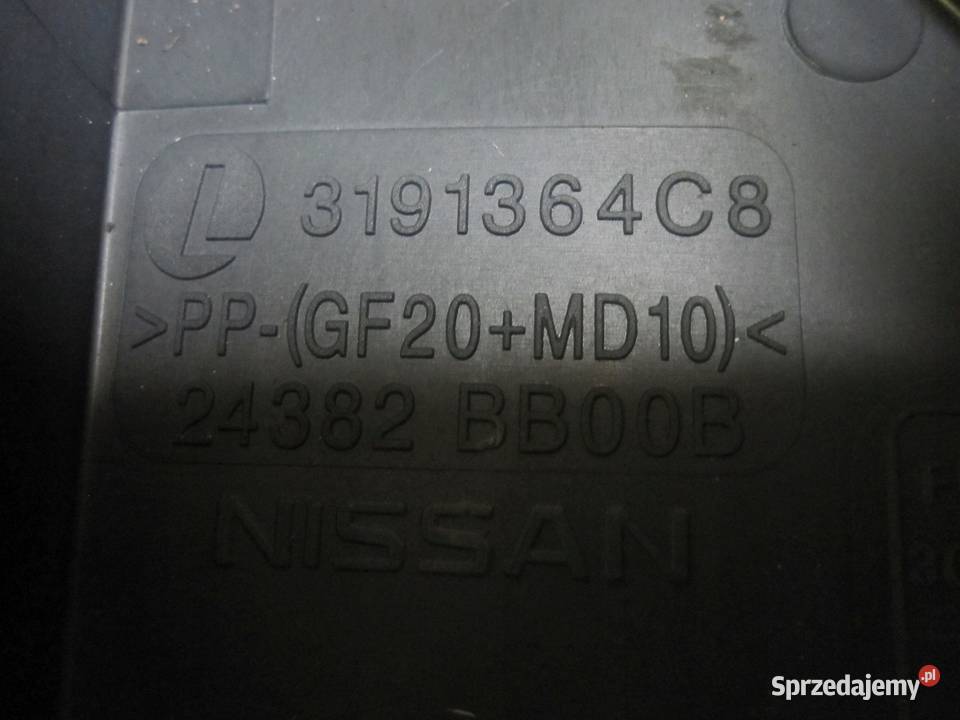 L 3191364C8
>PP-(GF20+MD10)<
24382 BB00B
NISSAN
Sprzedajemy.pl